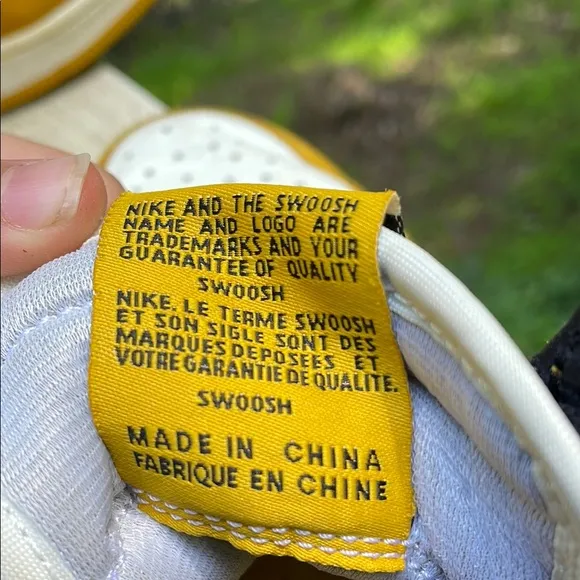 NIKE AND THE SWOOSH
NAME AND LOGO ARE
TRADEMARKS AND YOUR
GUARANTEE OF QUALITY
SWOOSH
NIKE, LE TERME SWOOSH
ET SON SIGLE SONT DES
MARQUES DEPOSEES ET
VOTRE GARANTIE DE QUALITE.
SWOOSH
MADE IN CHINA
FABRIQUE EN CHINE